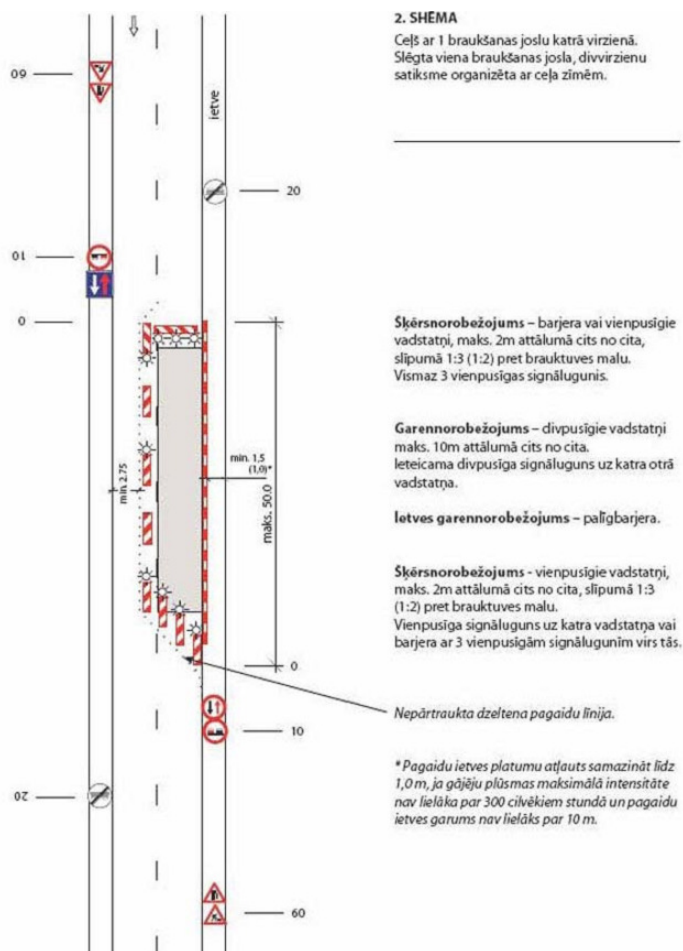 2. SHĒMA
Ceļš ar 1 braukšanas joslu katrā virzienā.
Slēgta viena braukšanas josla, divvirzienu
satiksme organizēta ar ceļa zīmēm.
60
ietve
20
10
0
Šķērsnorobežojums – barjera vai vienpusīgie
vadstatņi, maks. 2m attālumā cits no cita,
slīpumā 1:3 (1:2) pret brauktuves malu.
Vismaz 3 vienpusīgas signālugunis.
Garennorobežojums – divpusīgie vadstatņi
maks. 10m attālumā cits no cita.
Ieteicama divpusīga signāluguns uz katra otrā
vadstatņa.
min. 1,5
(1,0)*
min. 2.75
maks. 50.0
Ietves garennorobežojums – palīgbarjera.
Šķērsnorobežojums - vienpusīgie vadstatņi,
maks. 2m attālumā cits no cita, slīpumā 1:3
(1:2) pret brauktuves malu.
Vienpusīga signāluguns uz katra vadstatņa vai
barjera ar 3 vienpusīgām signālugunīm virs tās.
0
Nepārtraukta dzeltena pagaidu līnija.
10
* Pagaidu ietves platumu atļauts samazināt līdz
1,0 m, ja gājēju plūsmas maksimālā intensitāte
nav lielāka par 300 cilvēkiem stundā un pagaidu
ietves garums nav lielāks par 10 m.
20
60